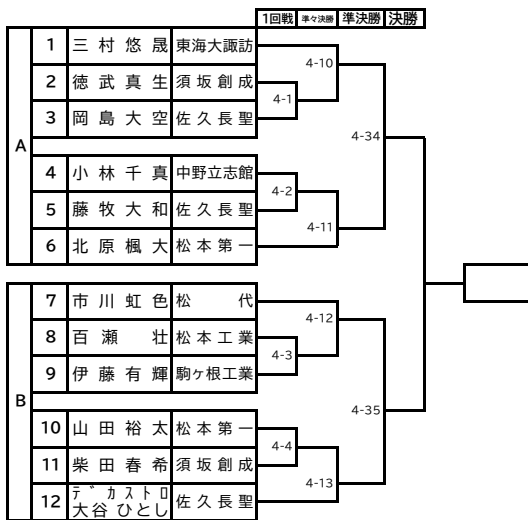 1回戦 準々決勝 準決勝 決勝
A
1 三村悠晟 東海大諏訪
4-10
2 徳武真生 須坂創成
4-1
3 岡島大空 佐久長聖
4-34
4 小林千真 中野立志館
4-2
5 藤牧大和 佐久長聖
4-11
6 北原楓大 松本第一
B
7 市川虹色 松代
4-12
8 百瀬壮 松本工業
4-3
9 伊藤有輝 駒ヶ根工業
4-35
10 山田裕太 松本第一
4-4
11 柴田春希 須坂創成
4-13
12 デカストロ大谷 ひとし 佐久長聖